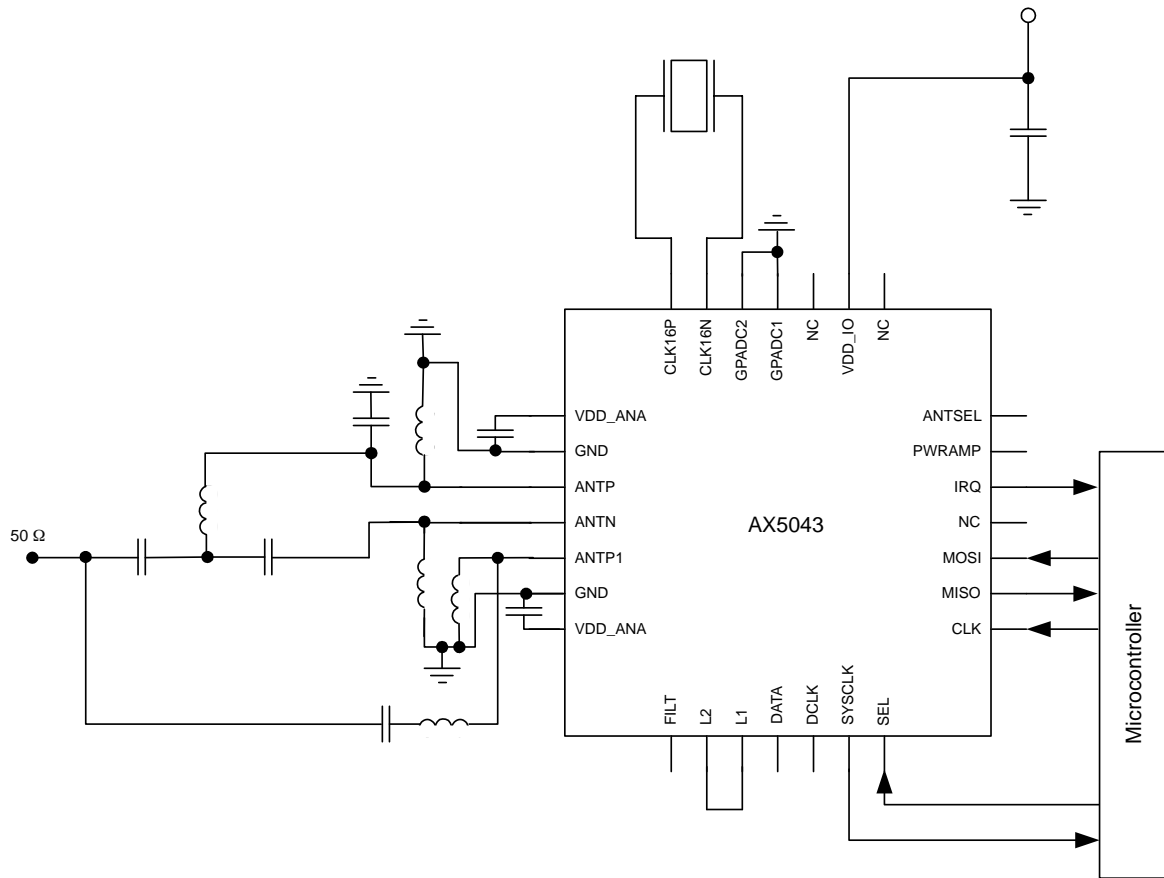 CLK16P
CLK16N
GPADC2
GPADC1
NC
VDD_IO
NC
VDD_ANA
GND
ANTP
ANTN
ANTP1
GND
VDD_ANA
50 Ω
AX5043
ANTSEL
PWRAMP
IRQ
NC
MOSI
MISO
CLK
FILT
L2
L1
DATA
DCLK
SYSCLK
SEL
Microcontroller